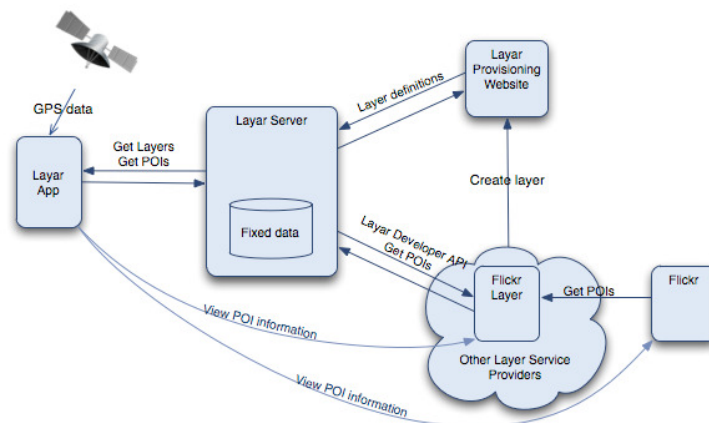 GPS data
Layar
App
Get Layers
Get POIs
Layar Server
Fixed data
Layer definitions
Layar
Provisioning
Website
Create layer
Layar Developer API
Get POIs
Flickr
Layer
Get POIs
Flickr
Other Layer Service
Providers
View POI information
View POI information